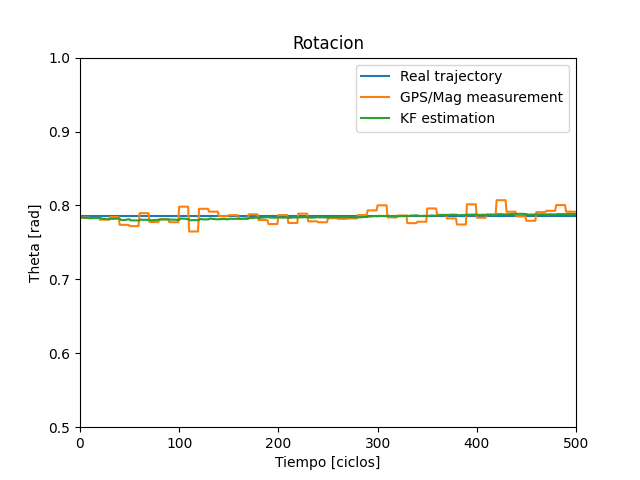 Rotacion
1.0
0.9
0.8
0.7
0.6
0.5
Theta [rad]
Real trajectory
GPS/Mag measurement
KF estimation
0 100 200 300 400 500
Tiempo [ciclos]